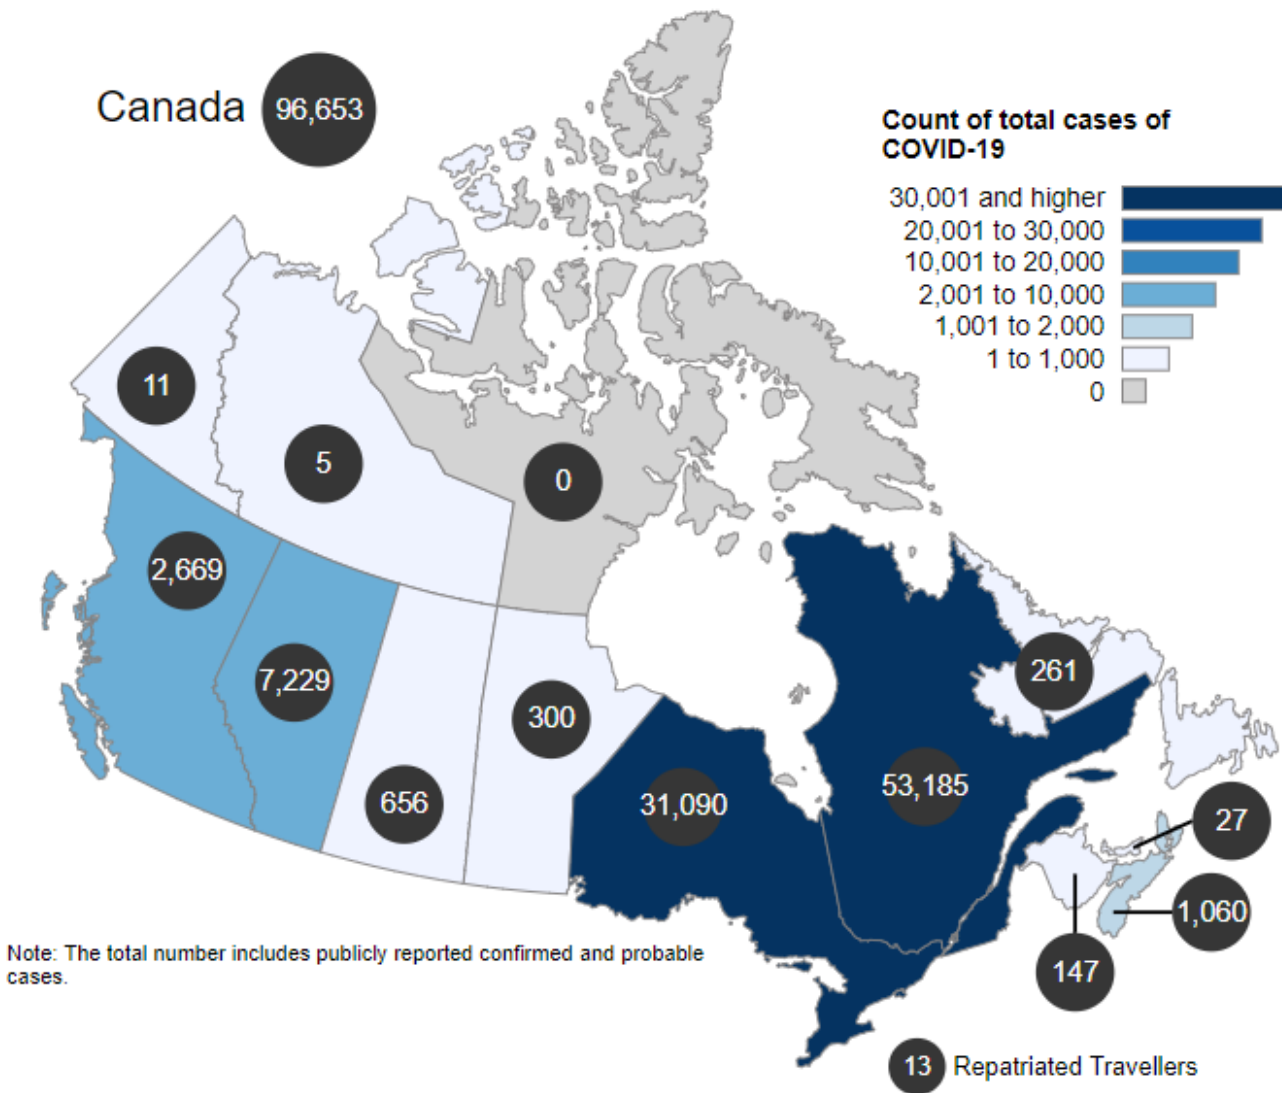 Canada 96,653
Count of total cases of
COVID-19
30,001 and higher
20,001 to 30,000
10,001 to 20,000
2,001 to 10,000
1,001 to 2,000
1 to 1,000
0
11
5
0
2,669
7,229
656
300
31,090
53,185
261
27
1,060
147
Note: The total number includes publicly reported confirmed and probable
cases.
13 Repatriated Travellers